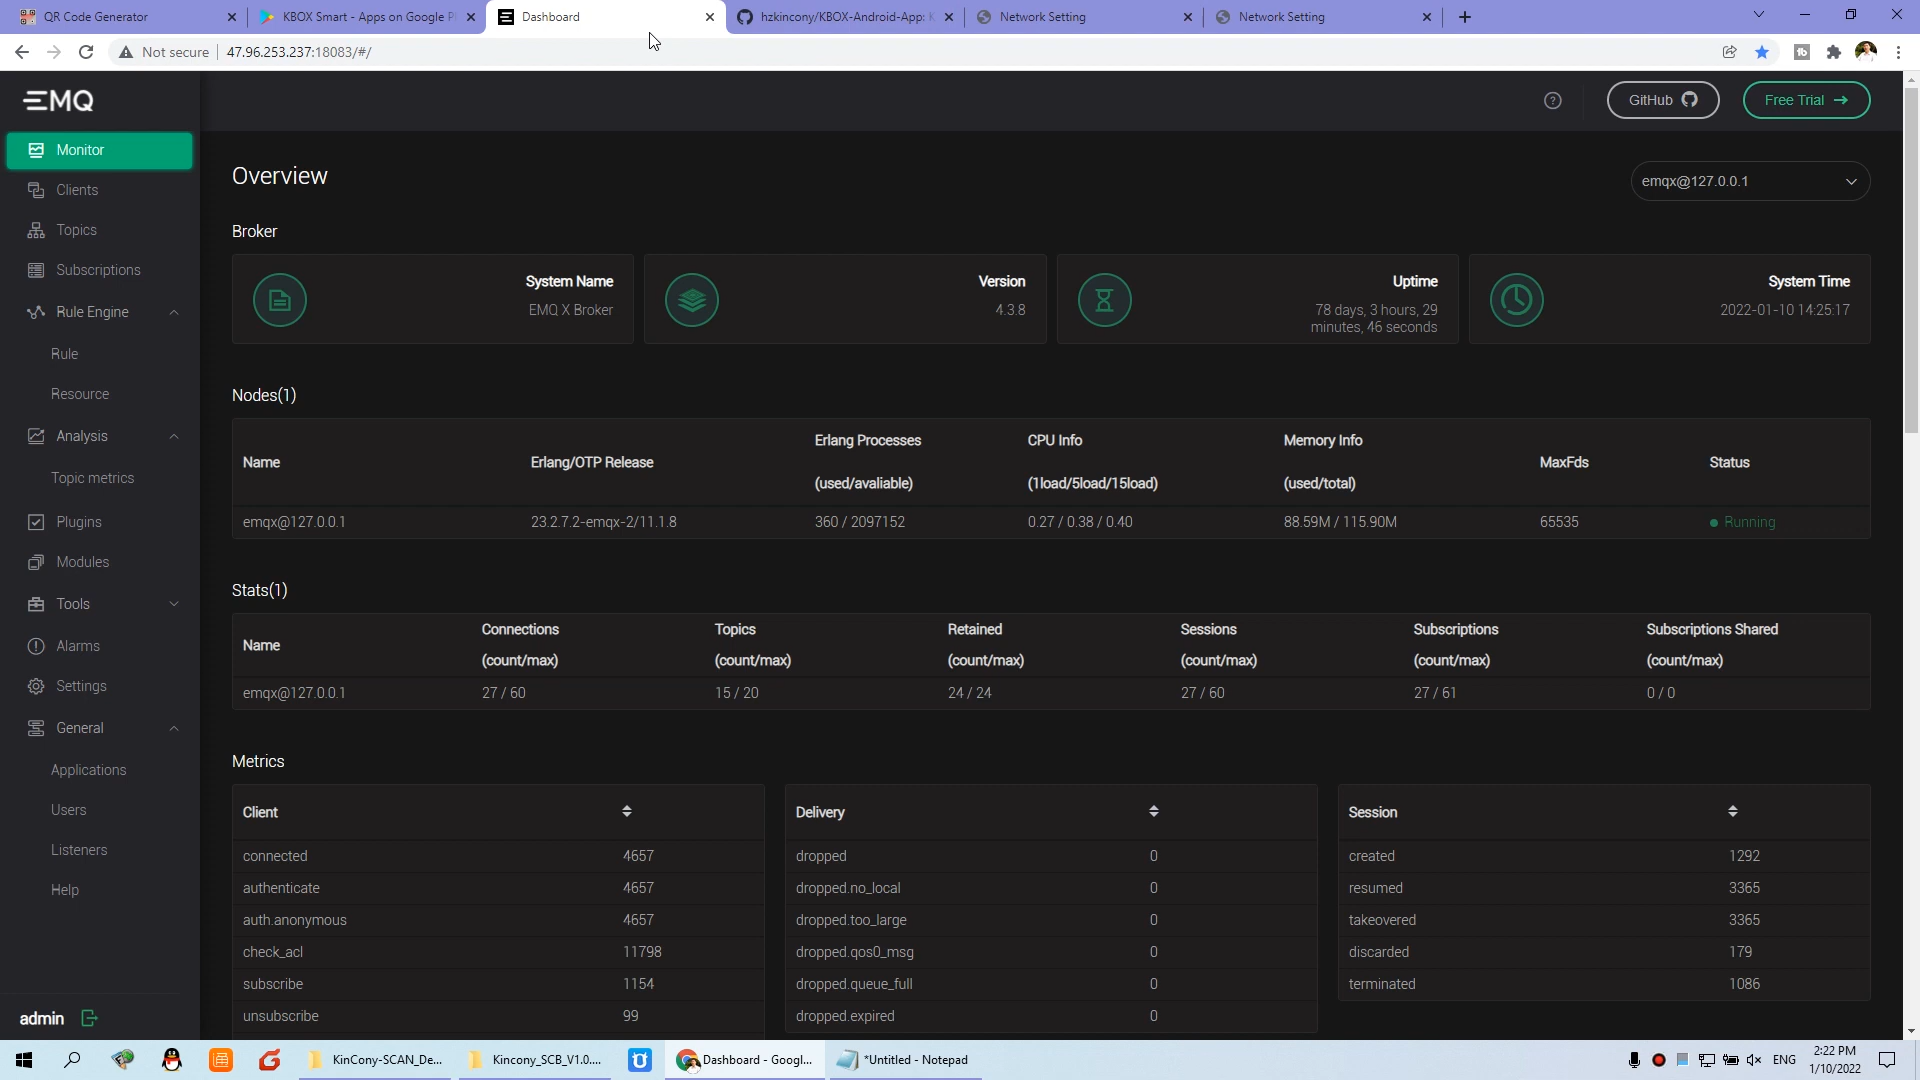 QR Code Generator
KBOX Smart - Apps on Google Pl
Dashboard
hzkincony/KBOX-Android-App: K
Network Setting
Network Setting
Not secure
47.96.253.237:18083/#/
EMQ
GitHub
Free Trial →
Monitor
Clients
Topics
Subscriptions
Rule Engine
Rule
Resource
Analysis
Topic metrics
Plugins
Modules
Tools
Alarms
Settings
General
Applications
Users
Listeners
Help
admin
Overview
emqx@127.0.0.1
Broker
System Name
EMQ X Broker
Version
4.3.8
Uptime
78 days, 3 hours, 29
minutes, 46 seconds
System Time
2022-01-10 14:25:17
Nodes(1)
Name
Erlang/OTP Release
Erlang Processes
(used/avaliable)
CPU Info
(1load/5load/15load)
Memory Info
(used/total)
MaxFds
Status
emqx@127.0.0.1
23.2.7.2-emqx-2/11.1.8
360 / 2097152
0.27 / 0.38 / 0.40
88.59M / 115.90M
65535
Running
Stats(1)
Name
Connections
(count/max)
Topics
(count/max)
Retained
(count/max)
Sessions
(count/max)
Subscriptions
(count/max)
Subscriptions Shared
(count/max)
emqx@127.0.0.1
27 / 60
15 / 20
24 / 24
27 / 60
27 / 61
0 / 0
Metrics
Client
connected 4657
authenticate 4657
auth.anonymous 4657
check_acl 11798
subscribe 1154
unsubscribe 99
Delivery
dropped 0
dropped.no_local 0
dropped.too_large 0
dropped.qos0_msg 0
dropped.queue_full 0
dropped.expired 0
Session
created 1292
resumed 3365
takeovered 3365
discarded 179
terminated 1086
KinCony-SCAN_De...
Kincony_SCB_V1.0....
Dashboard - Googl...
*Untitled - Notepad
ENG
2:22 PM
1/10/2022